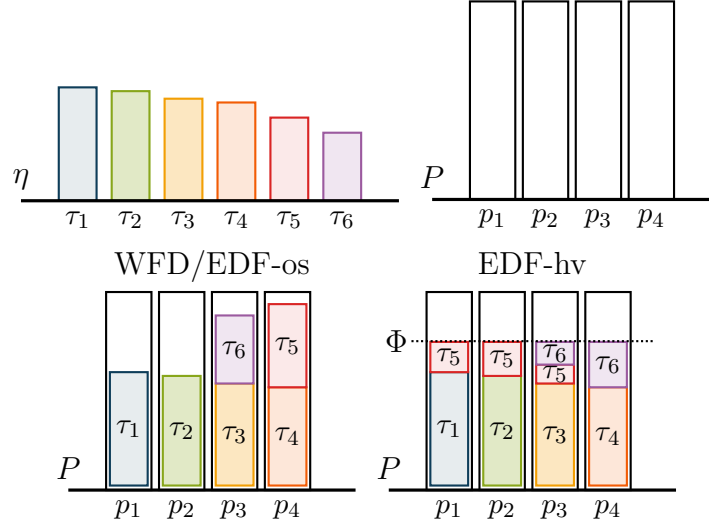 η
τ1 τ2 τ3 τ4 τ5 τ6
P
p1 p2 p3 p4
WFD/EDF-os
τ6 τ5
τ1 τ2 τ3 τ4
P
p1 p2 p3 p4
EDF-hv
Φ
τ5 τ5 τ6 τ6
τ5
τ1 τ2 τ3 τ4
P
p1 p2 p3 p4